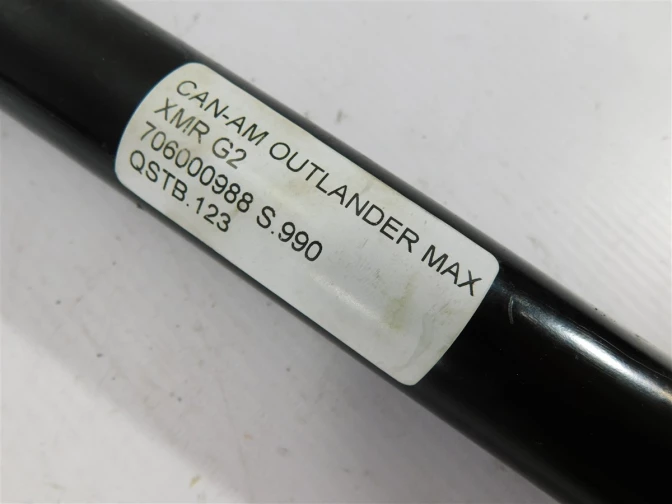 CAN-AM OUTLANDER MAX
XMR G2
706000988 S.990
QSTB.123